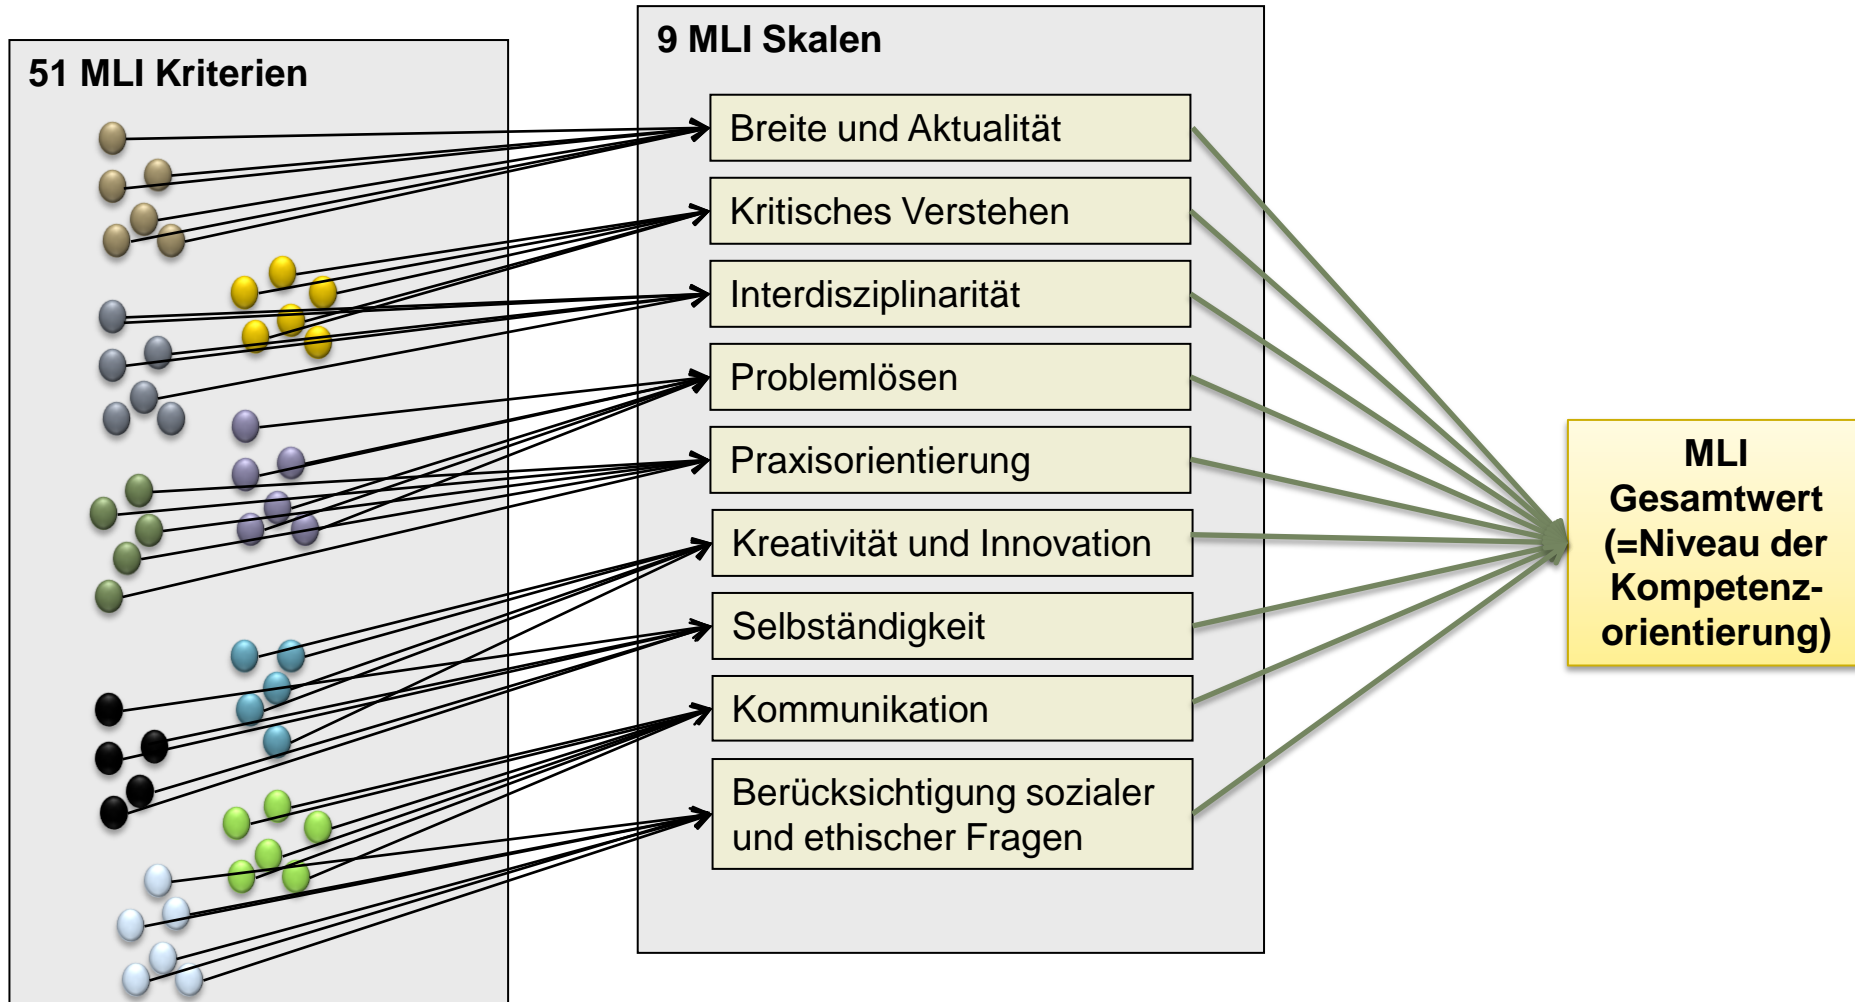 51 MLI Kriterien
9 MLI Skalen
Breite und Aktualität
Kritisches Verstehen
Interdisziplinarität
Problemlösen
Praxisorientierung
Kreativität und Innovation
Selbständigkeit
Kommunikation
Berücksichtigung sozialer
und ethischer Fragen
MLI
Gesamtwert
(=Niveau der
Kompetenz-
orientierung)